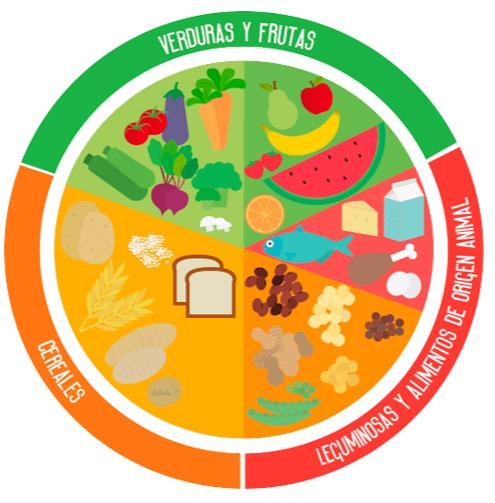 VERDURAS Y FRUTAS
LEGUMINOSAS Y ALIMENTOS DE ORIGEN ANIMAL
CEREALES